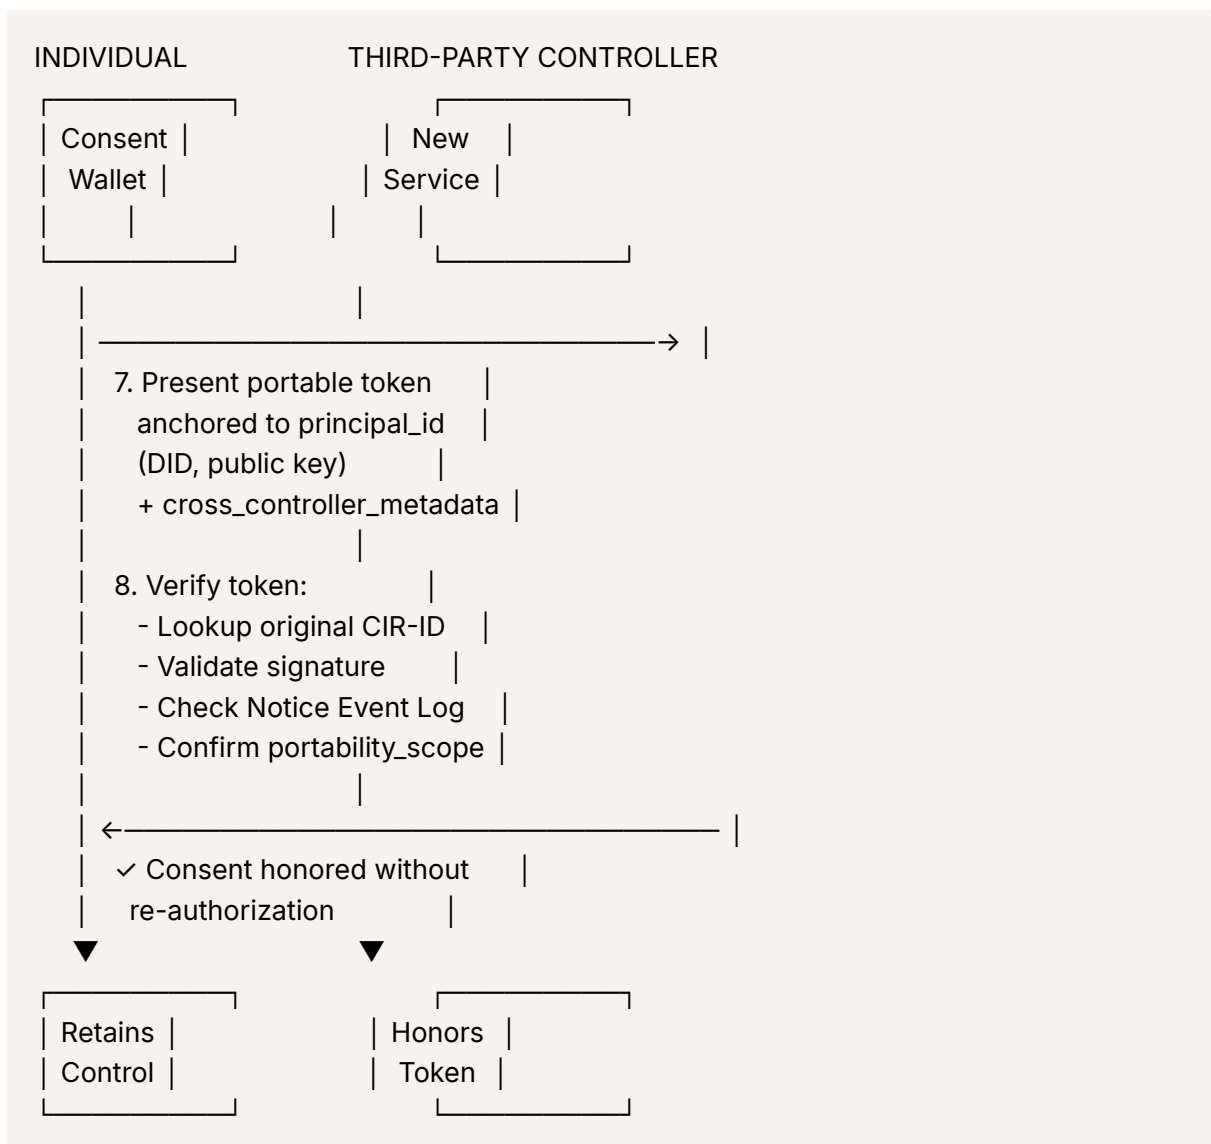 INDIVIDUAL THIRD-PARTY CONTROLLER
Consent New
Wallet Service
7. Present portable token
anchored to principal_id
(DID, public key)
+ cross_controller_metadata
8. Verify token:
- Lookup original CIR-ID
- Validate signature
- Check Notice Event Log
- Confirm portability_scope
✓ Consent honored without
re-authorization
Retains Honors
Control Token